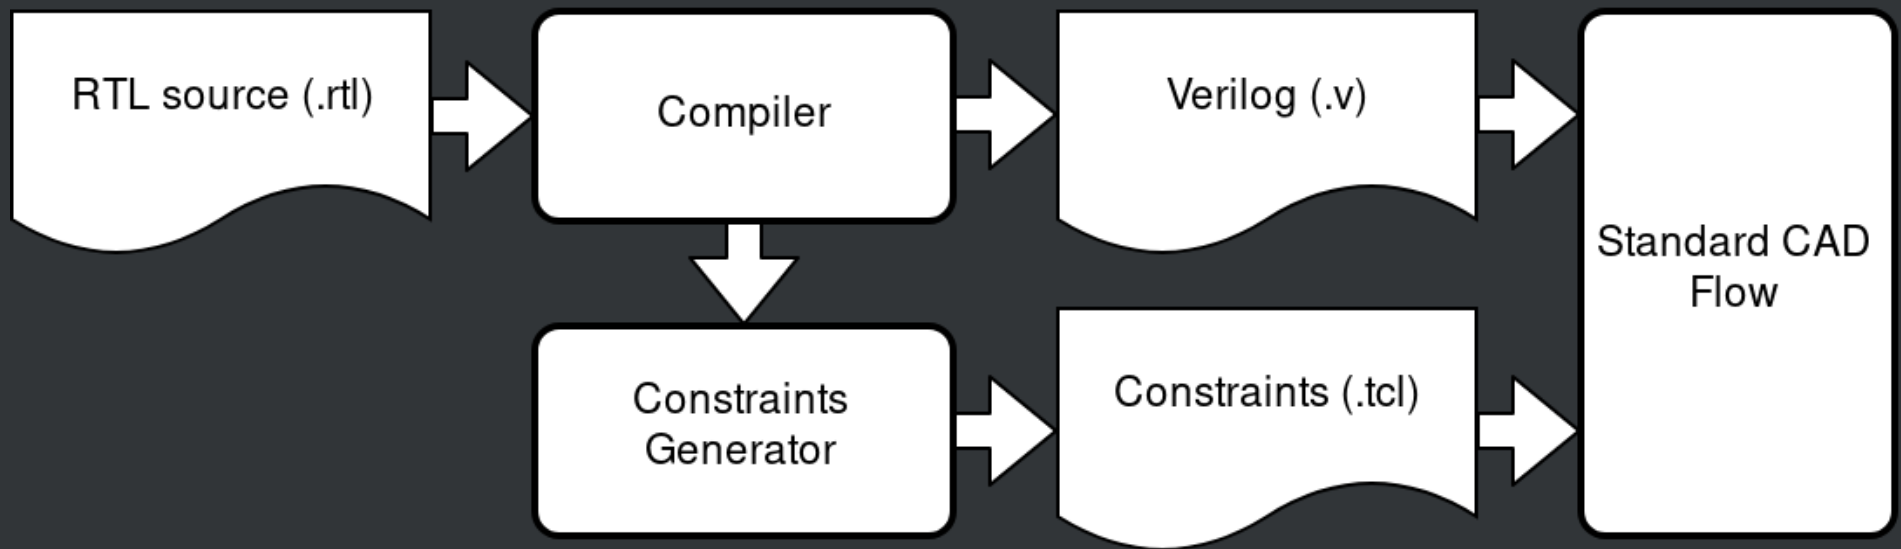 RTL source (.rtl)
Compiler
Verilog (.v)
Standard CAD
Flow
Constraints
Generator
Constraints (.tcl)